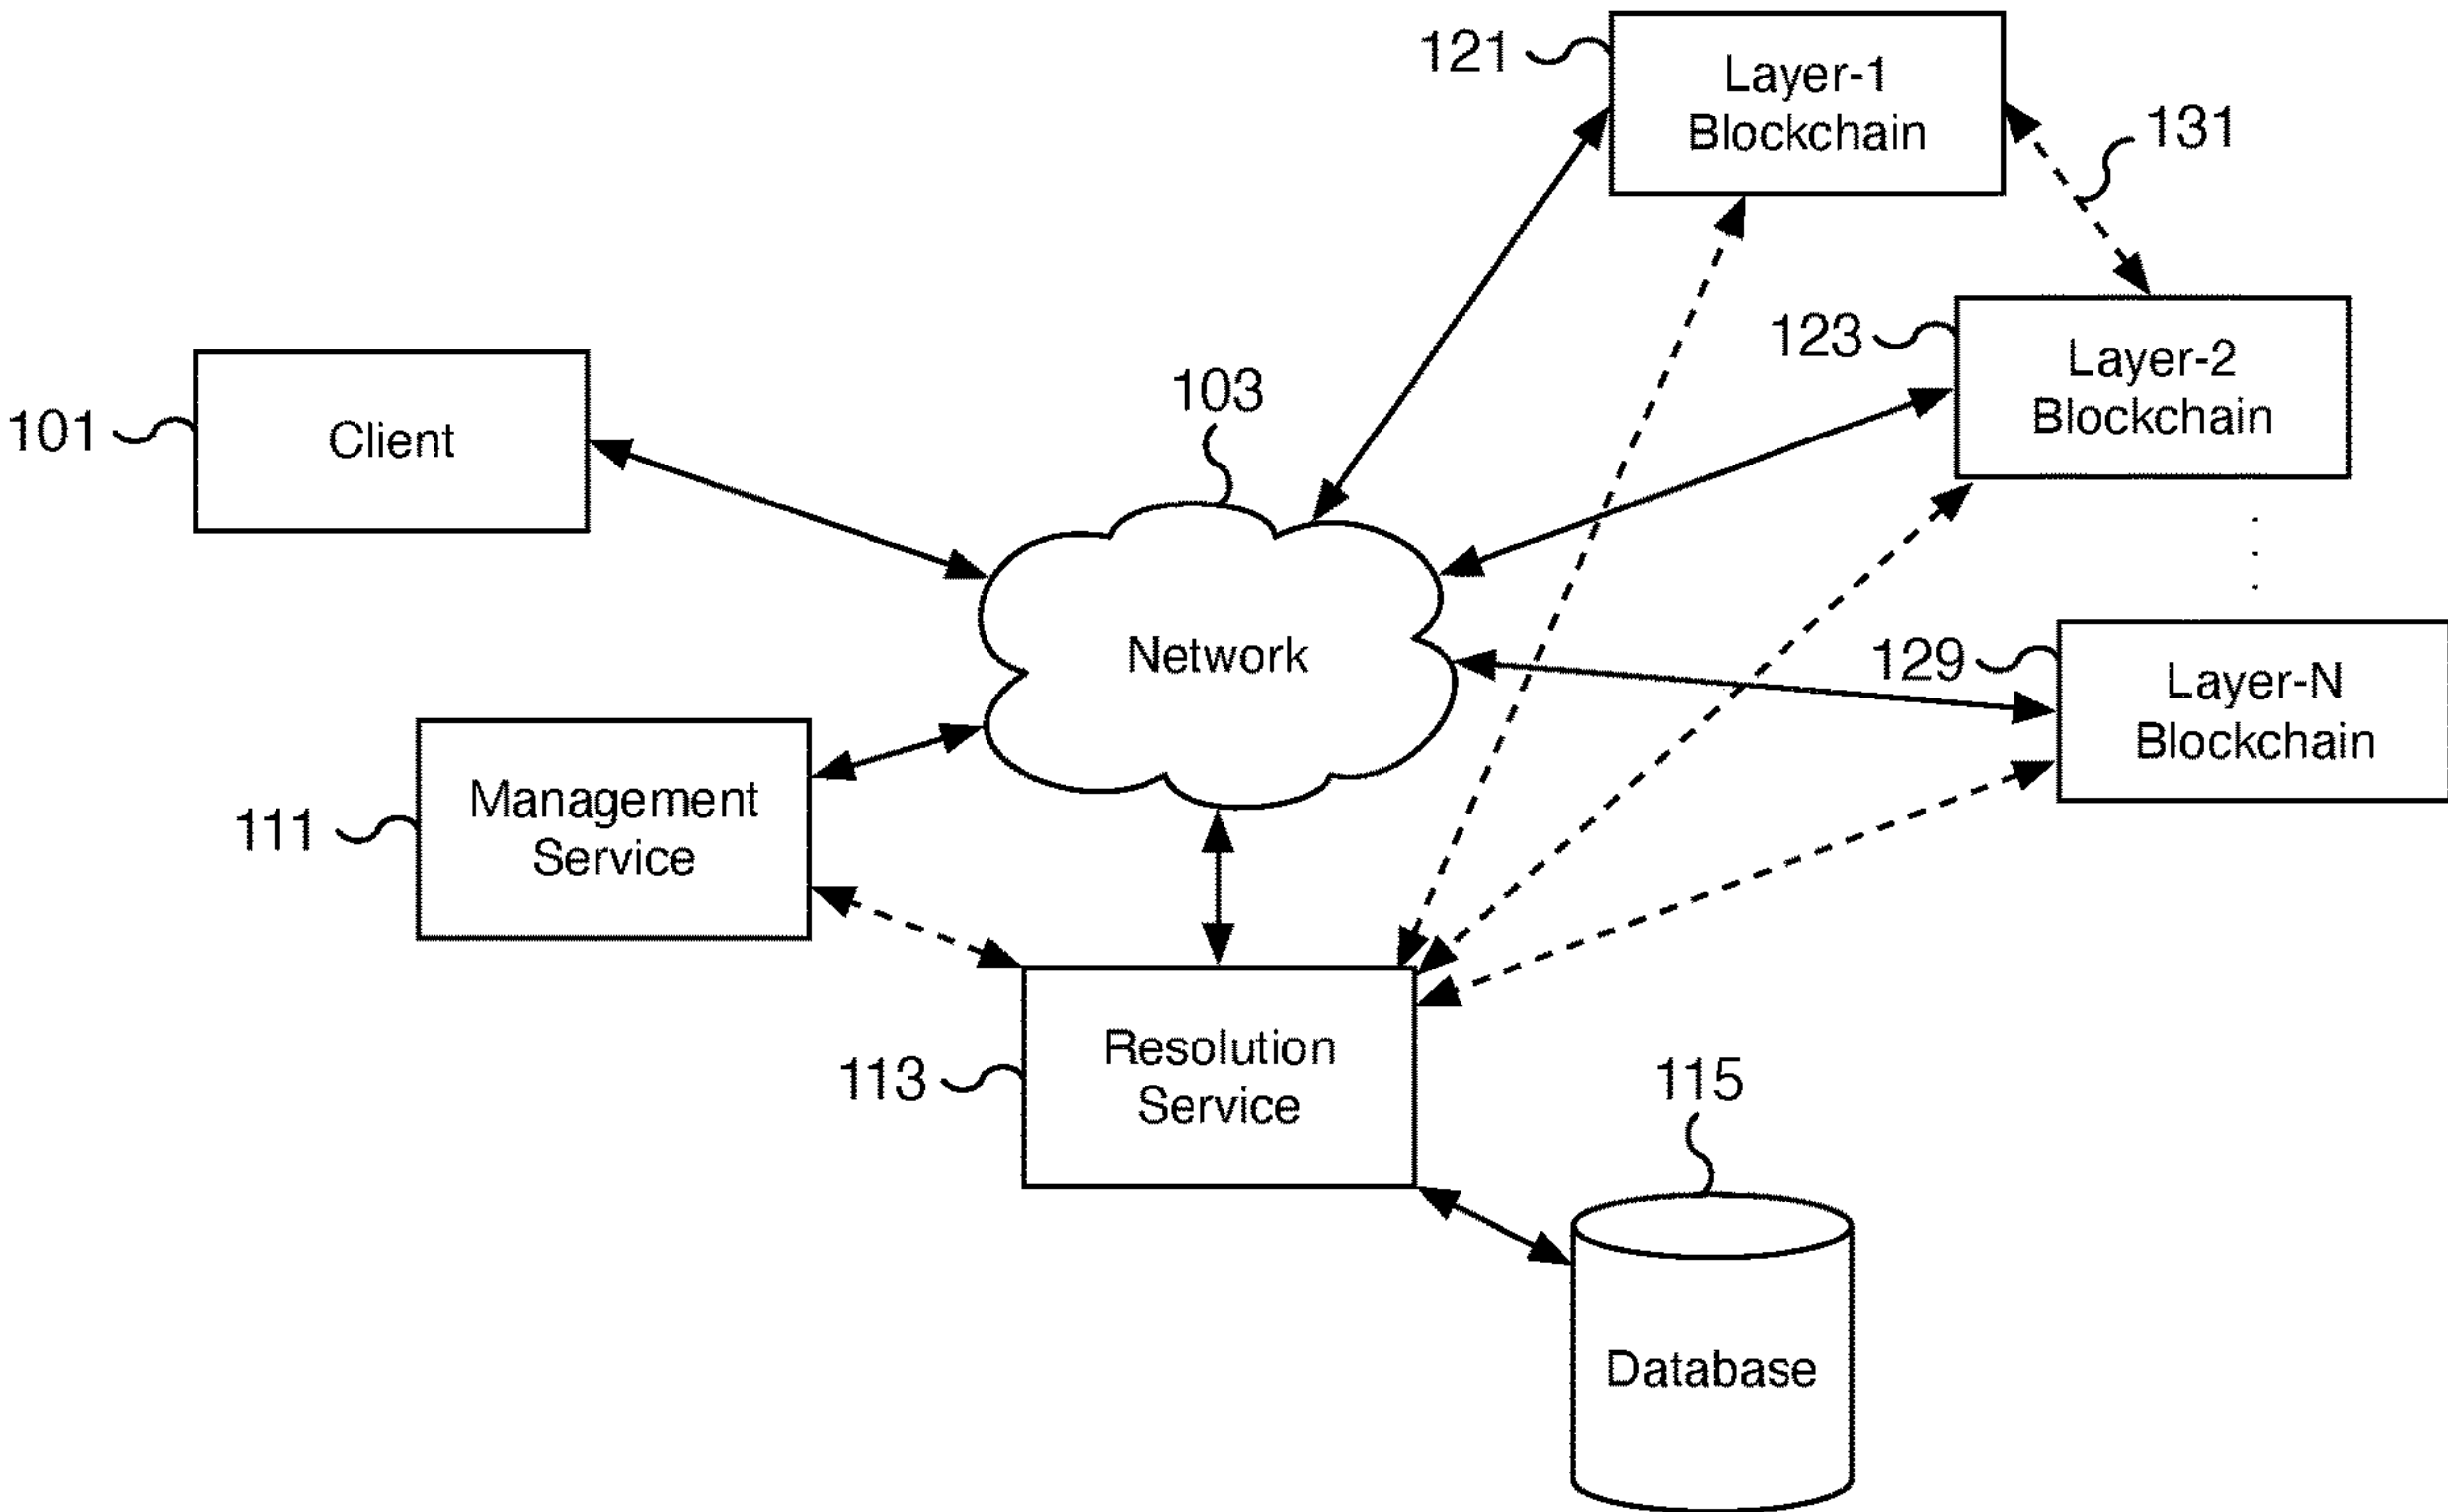 121
Layer-1
Blockchain
131
123
Layer-2
Blockchain
101
Client
103
Network
129
Layer-N
Blockchain
111
Management
Service
113
Resolution
Service
115
Database